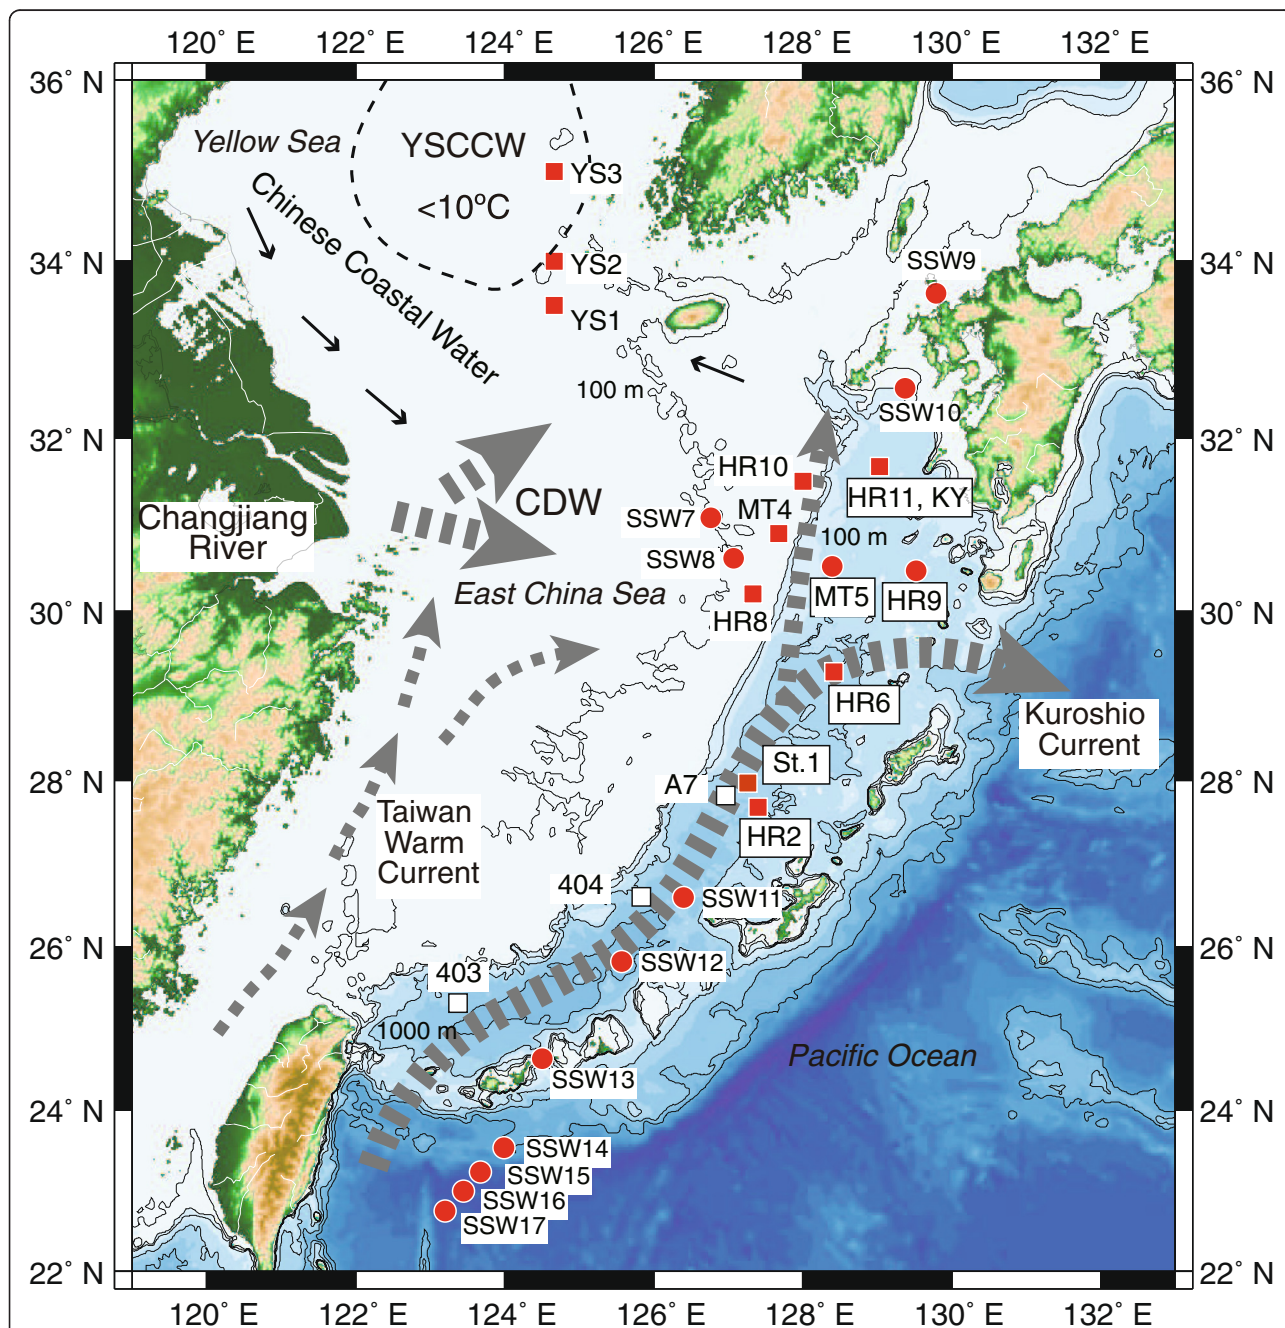 120° E 122° E 124° E 126° E 128° E 130° E 132° E
36° N 36° N
Yellow Sea
YSCCW
<10°C
YS3
Chinese Coastal Water
34° N 34° N
YS2
YS1
SSW9
100 m
SSW10
32° N 32° N
HR10
HR11, KY
CDW
MT4
SSW7
Changjiang
River
100 m
SSW8
East China Sea
MT5
HR9
HR8
30° N 30° N
HR6
Kuroshio
Current
St.1
28° N 28° N
A7
Taiwan
Warm
Current
HR2
404
SSW11
26° N 26° N
SSW12
403
1000 m
Pacific Ocean
SSW13
24° N 24° N
SSW14
SSW15
SSW16
SSW17
22° N 22° N
120° E 122° E 124° E 126° E 128° E 130° E 132° E